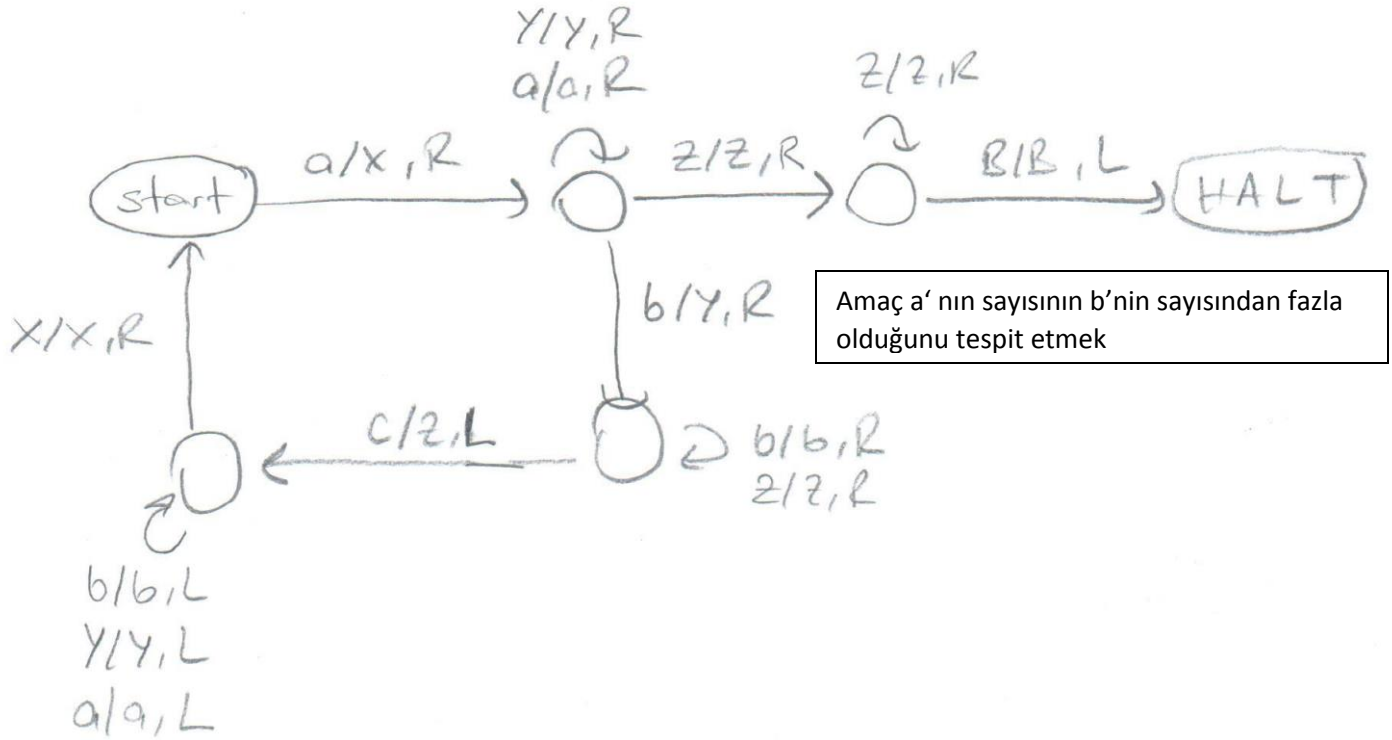 Y/Y,R
a/a,R
Z/Z,R
start
a/x,R
Z/Z,R
B/B,L
HALT
X/X,R
b/Y,R
Amaç a‘ nın sayısının b’nin sayısından fazla
olduğunu tespit etmek
C/Z,L
b/b,R
Z/Z,R
b/b,L
Y/Y,L
a/a,L